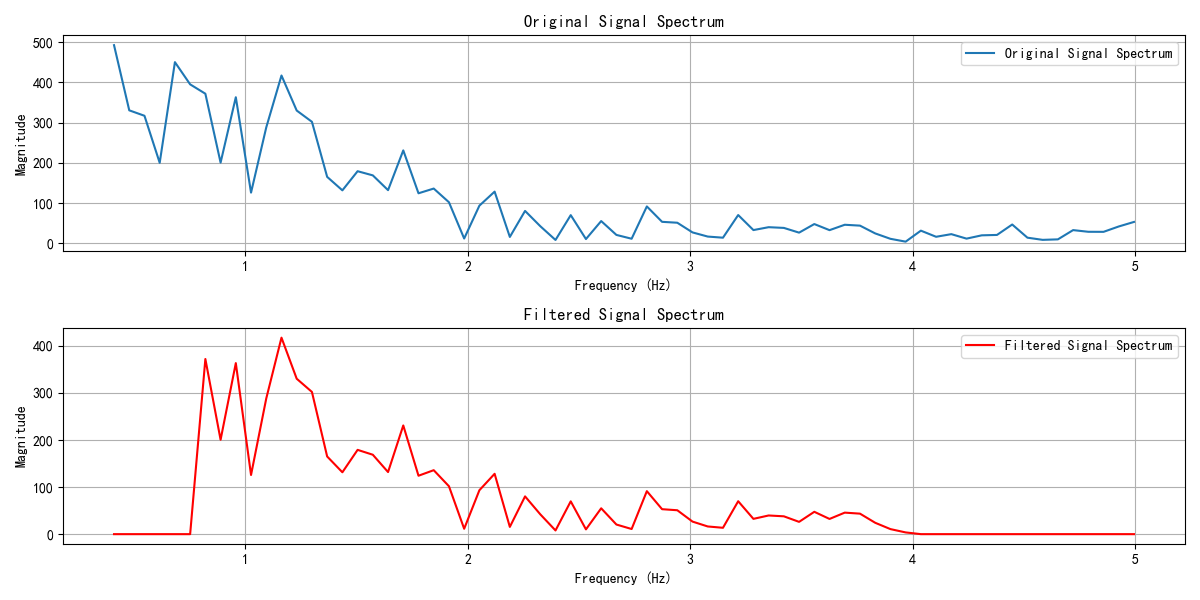 Original Signal Spectrum
500
400
300
200
100
0
Magnitude
Original Signal Spectrum
1 2 3 4 5
Frequency (Hz)
Filtered Signal Spectrum
400
300
200
100
0
Magnitude
Filtered Signal Spectrum
1 2 3 4 5
Frequency (Hz)